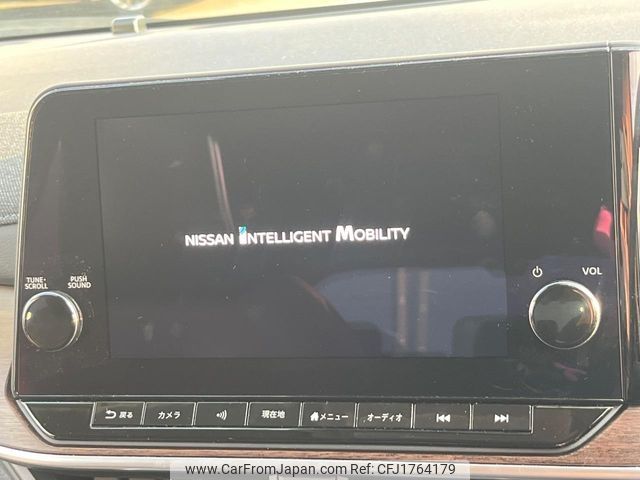 NISSAN INTELLIGENT MOBILITY
TUNE・
SCROLL
PUSH
SOUND
VOL
戻る
カメラ
現在地
メニュー
オーディオ
www.CarFromJapan.com | Ref. Code: CFJ1764179